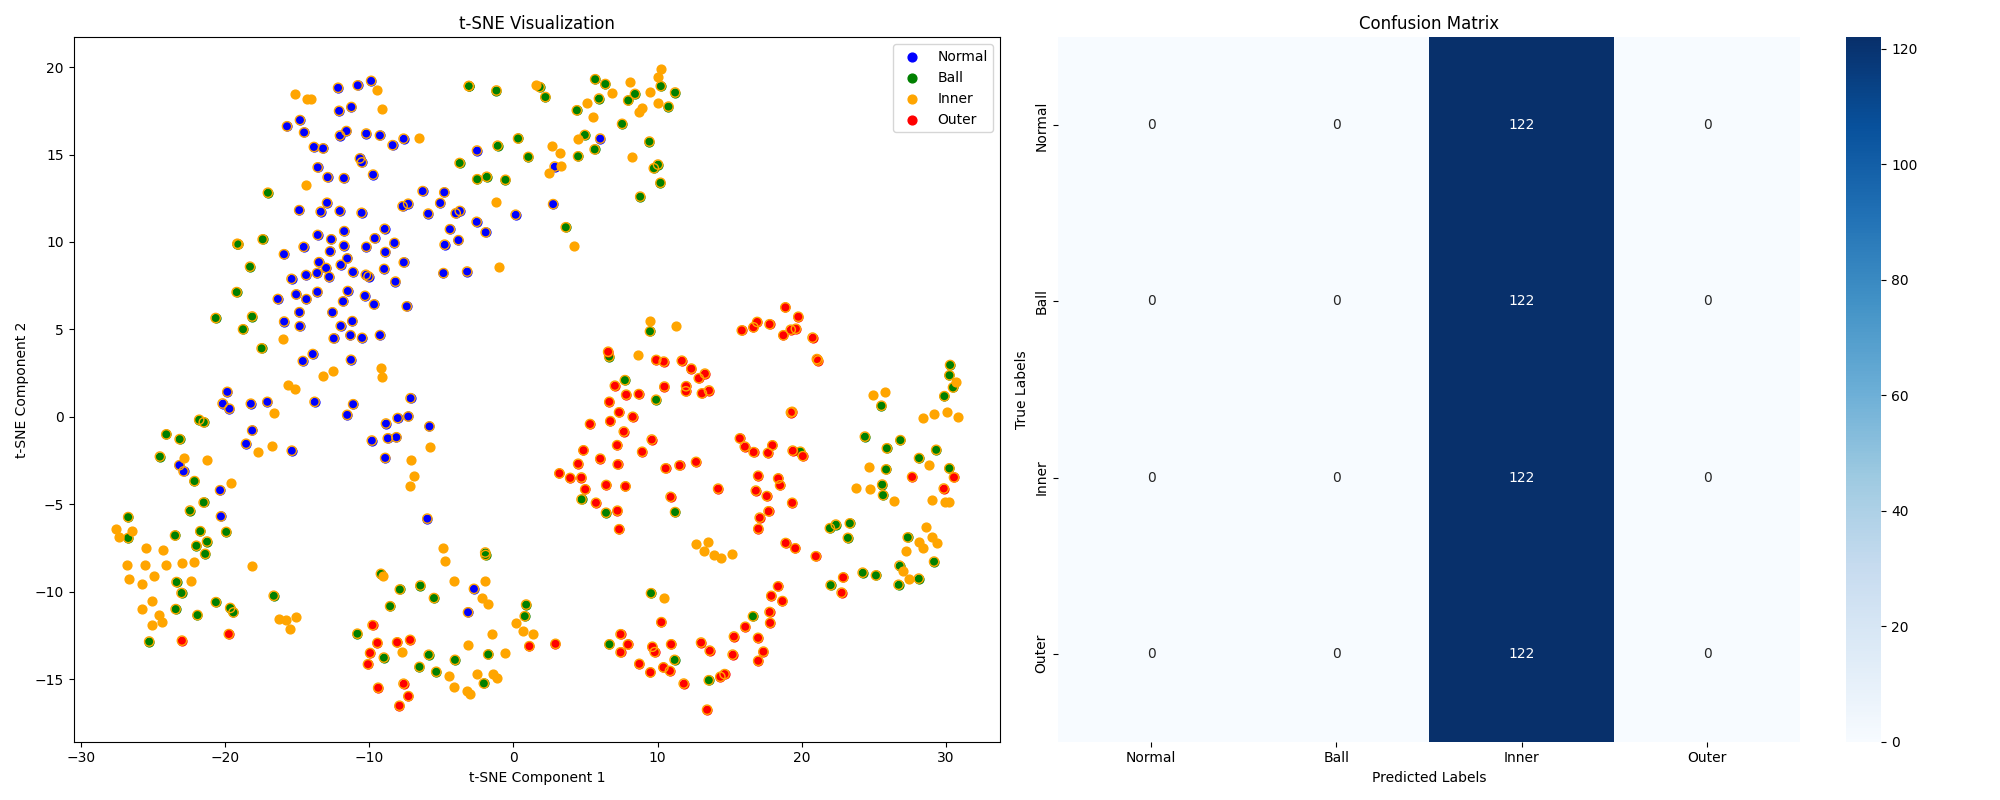 t-SNE Visualization
20
15
10
5
0
−5
−10
−15
−30
−20
−10
0
10
20
30
t-SNE Component 2
t-SNE Component 1
Normal
Ball
Inner
Outer
Confusion Matrix
True Labels
Normal
0 0 122 0
Ball
0 0 122 0
Inner
0 0 122 0
Outer
0 0 122 0
Normal Ball Inner Outer
Predicted Labels
120
100
80
60
40
20
0